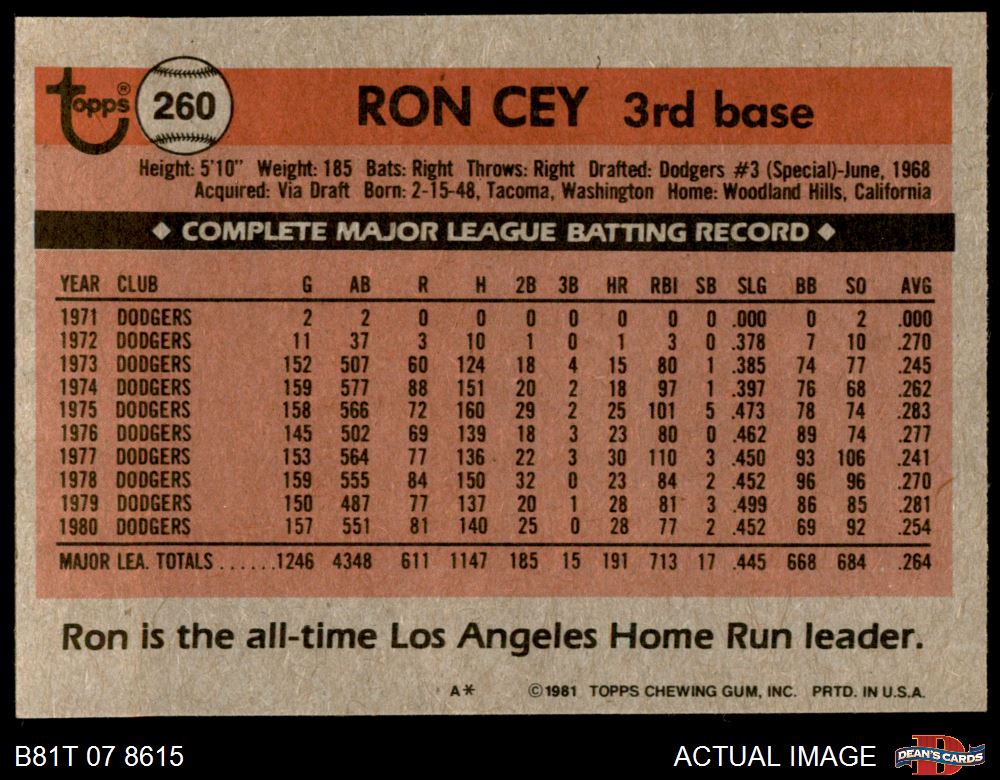 topps® 260 RON CEY 3rd base
Height: 5'10" Weight: 185 Bats: Right Throws: Right Drafted: Dodgers #3 (Special)-June, 1968
Acquired: Via Draft Born: 2-15-48, Tacoma, Washington Home: Woodland Hills, California
◆ COMPLETE MAJOR LEAGUE BATTING RECORD ◆
YEAR CLUB G AB R H 2B 3B HR RBI SB SLG BB SO AVG
1971 DODGERS 2 2 0 0 0 0 0 0 0 .000 0 2 .000
1972 DODGERS 11 37 3 10 1 0 1 3 0 .378 7 10 .270
1973 DODGERS 152 507 60 124 18 4 15 80 1 .385 74 77 .245
1974 DODGERS 159 577 88 151 20 2 18 97 1 .397 76 68 .262
1975 DODGERS 158 566 72 160 29 2 25 101 5 .473 78 74 .283
1976 DODGERS 145 502 69 139 18 3 23 80 0 .462 89 74 .277
1977 DODGERS 153 564 77 136 22 3 30 110 3 .450 93 106 .241
1978 DODGERS 159 555 84 150 32 0 23 84 2 .452 96 96 .270
1979 DODGERS 150 487 77 137 20 1 28 81 3 .499 86 85 .281
1980 DODGERS 157 551 81 140 25 0 28 77 2 .452 69 92 .254
MAJOR LEA. TOTALS ......1246 4348 611 1147 185 15 191 713 17 .445 668 684 .264
Ron is the all-time Los Angeles Home Run leader.
A* ©1981 TOPPS CHEWING GUM, INC. PRTD. IN U.S.A.
B81T 07 8615 ACTUAL IMAGE DEAN'S CARDS